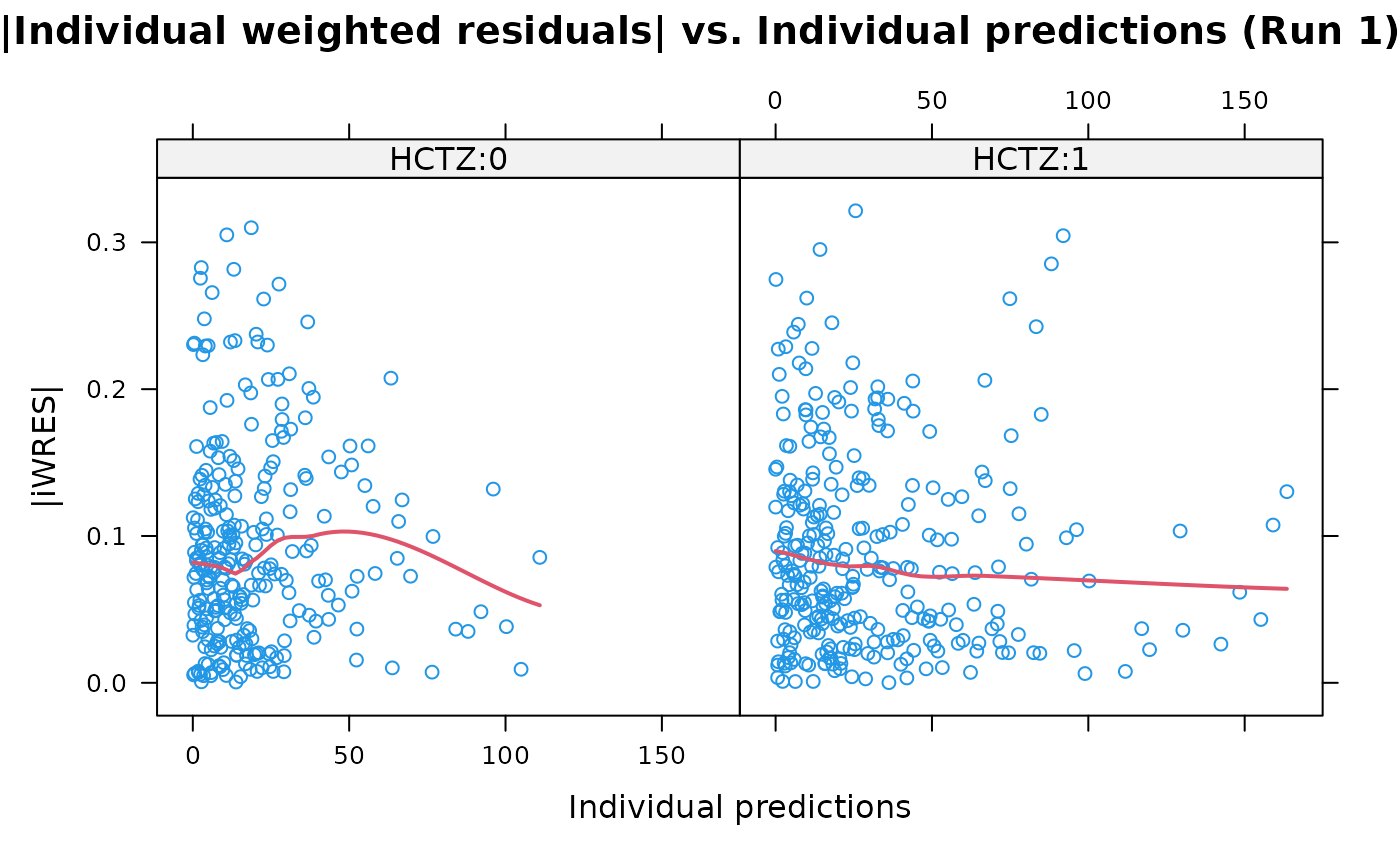 |Individual weighted residuals| vs. Individual predictions (Run 1)
0 50 100 150
HCTZ:0 HCTZ:1
0.3
0.2
0.1
0.0
|iWRES|
0 50 100 150
Individual predictions